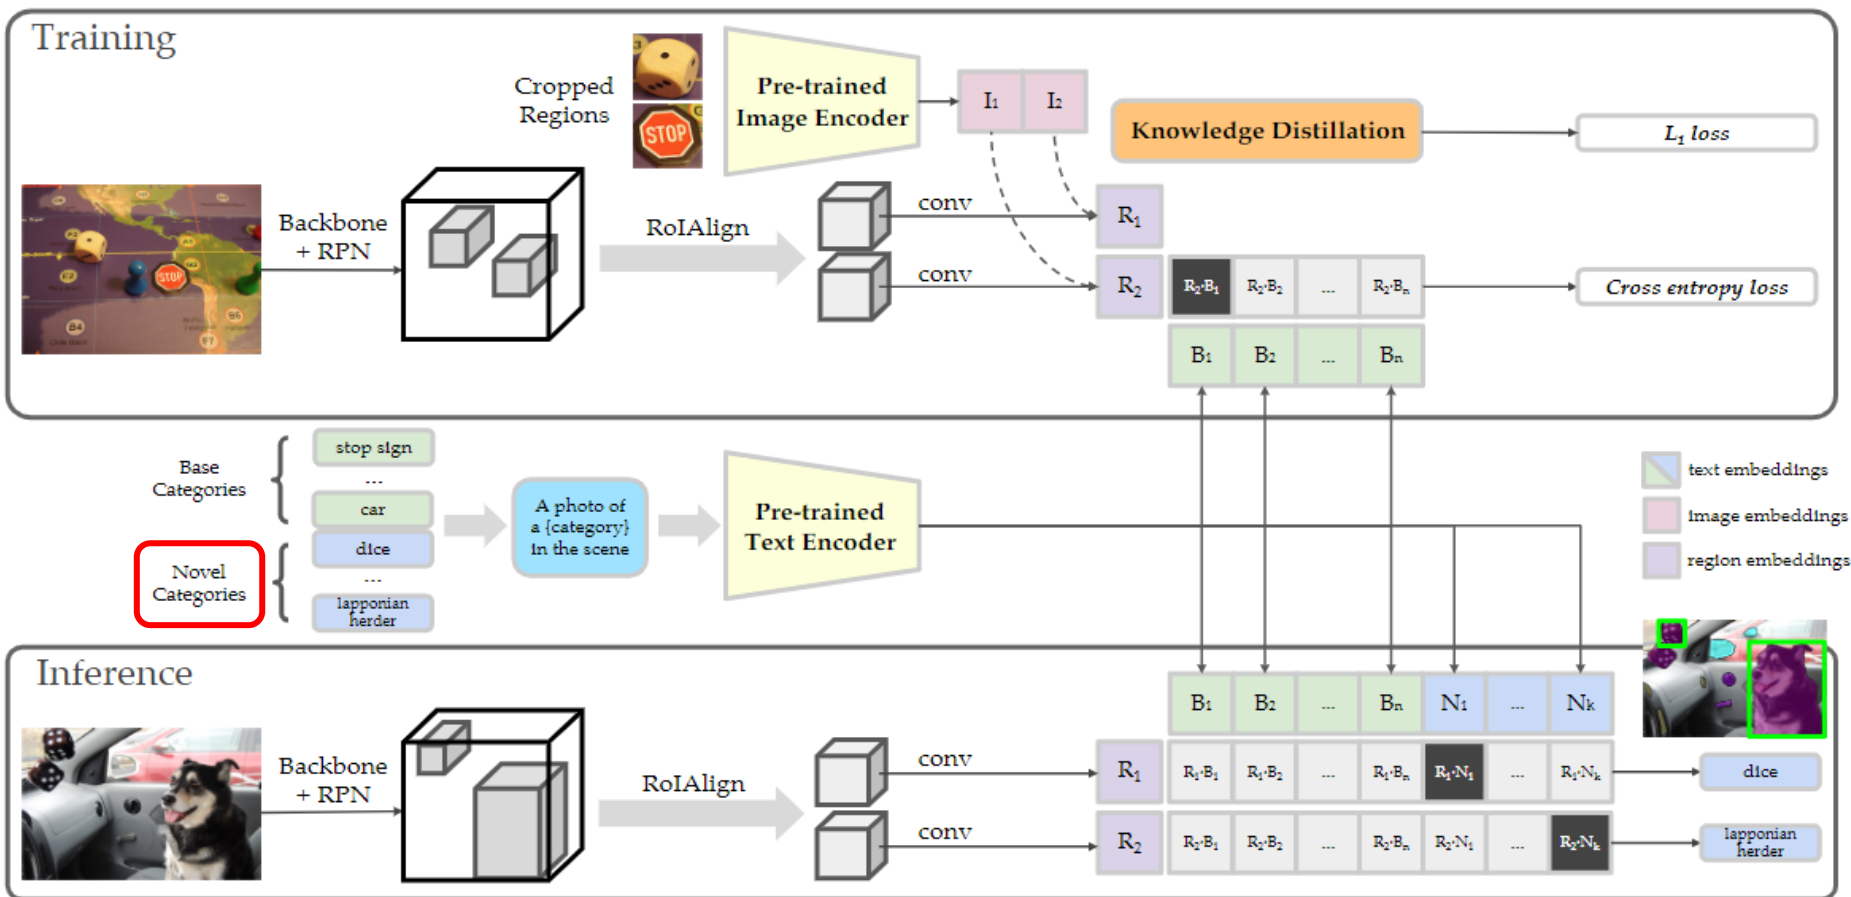 Training
Cropped
Regions
3
STOP
Pre-trained
Image Encoder
I1
I2
Knowledge Distillation
L1 loss
Backbone
+ RPN
RoIAlign
conv
R1
conv
R2
R2·B1
R2·B2
...
R2·Bn
Cross entropy loss
B1
B2
...
Bn
STOP
B4
B6
F7
Base
Categories
stop sign
...
car
Novel
Categories
dice
...
lapponian
herder
A photo of
a {category}
in the scene
Pre-trained
Text Encoder
text embeddings
image embeddings
region embeddings
Inference
B1
B2
...
Bn
N1
...
Nk
Backbone
+ RPN
RoIAlign
conv
R1
R1·B1
R1·B2
...
R1·Bn
R1·N1
...
R1·Nk
dice
conv
R2
R2·B1
R2·B2
...
R2·Bn
R2·N1
...
R2·Nk
lapponian
herder